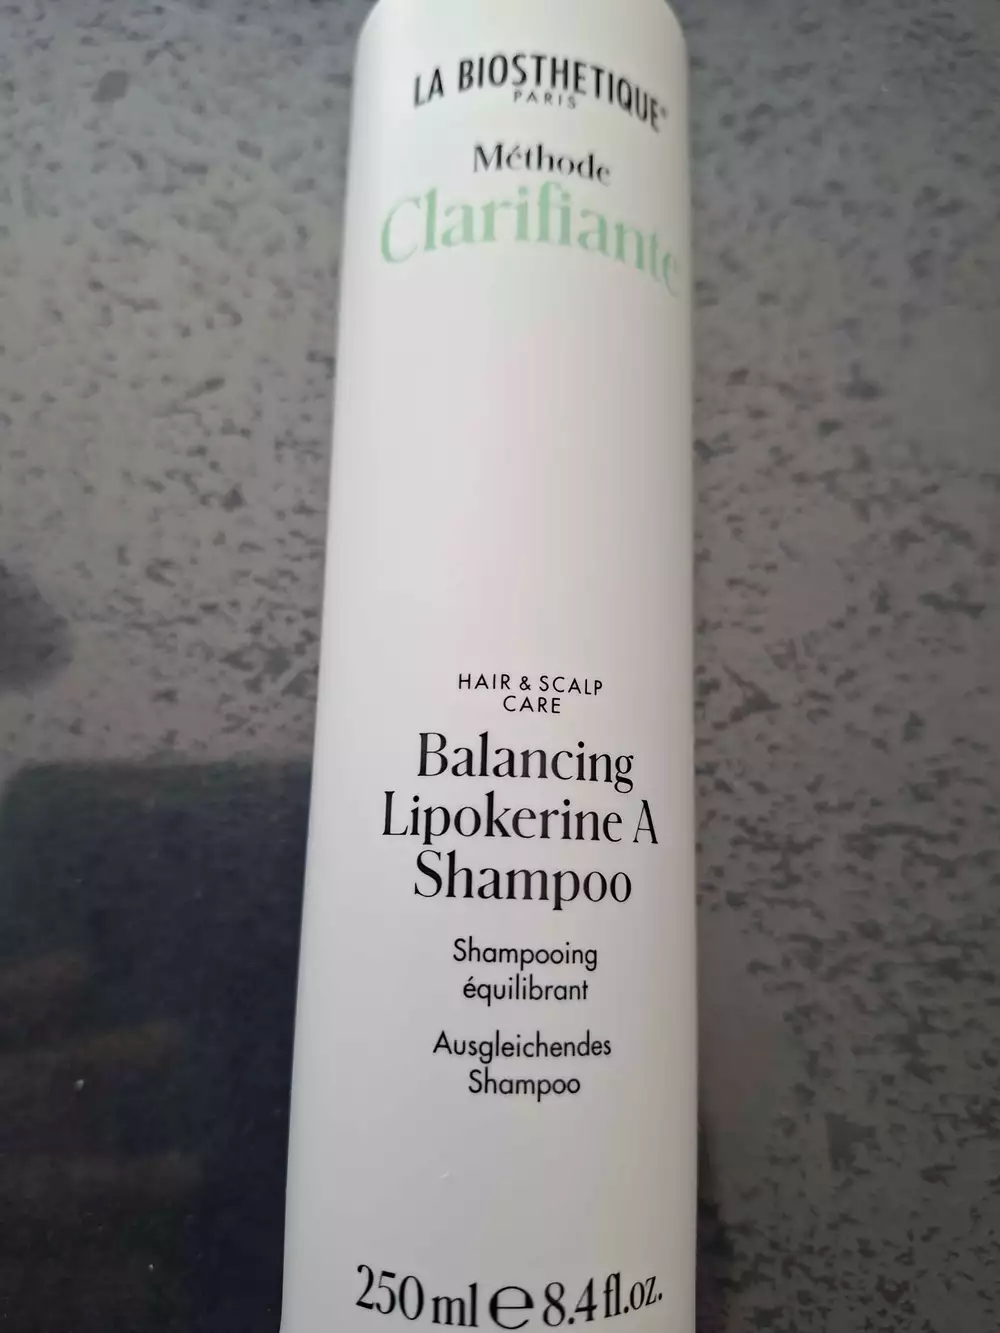 LA BIOSTHETIQUE®
PARIS
Méthode
Clarifiante
HAIR & SCALP
CARE
Balancing
Lipokerine A
Shampoo
Shampooing
équilibrant
Ausgleichendes
Shampoo
250 ml ℮ 8.4 fl.oz.